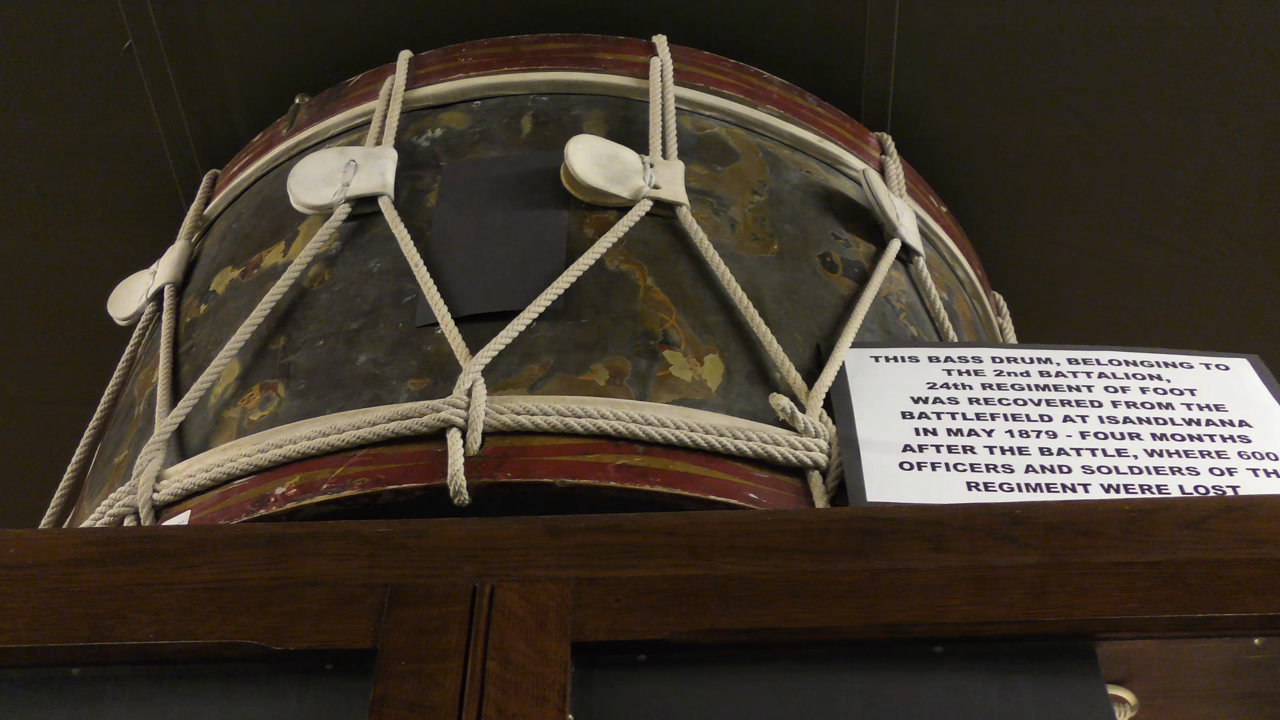 THIS BASS DRUM, BELONGING TO
THE 2nd BATTALION,
24th REGIMENT OF FOOT
WAS RECOVERED FROM THE
BATTLEFIELD AT ISANDLWANA
IN MAY 1879 - FOUR MONTHS
AFTER THE BATTLE, WHERE 600
OFFICERS AND SOLDIERS OF TH
REGIMENT WERE LOST